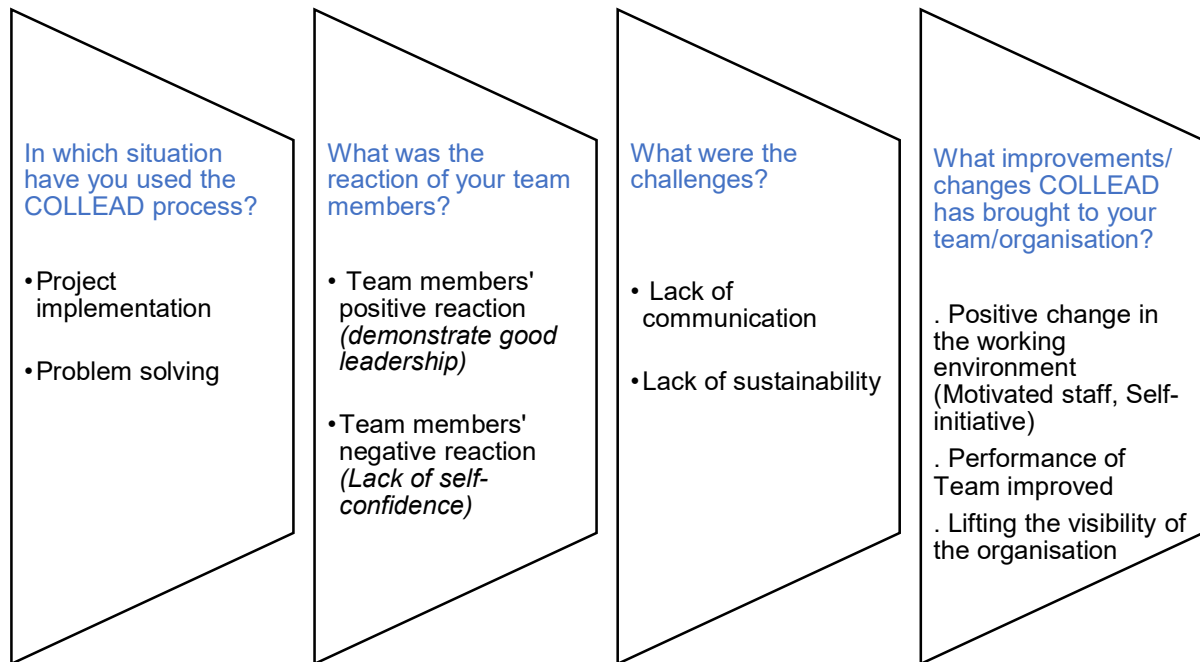 In which situation
have you used the
COLLEAD process?
•Project
implementation
•Problem solving
What was the
reaction of your team
members?
• Team members'
positive reaction
(demonstrate good
leadership)
•Team members'
negative reaction
(Lack of self-
confidence)
What were the
challenges?
• Lack of
communication
•Lack of sustainability
What improvements/
changes COLLEAD
has brought to your
team/organisation?
. Positive change in
the working
environment
(Motivated staff, Self-
initiative)
. Performance of
Team improved
. Lifting the visibility of
the organisation